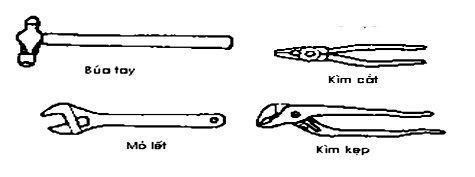 Búa tay
Kìm cắt
Mỏ lết
Kìm kẹp